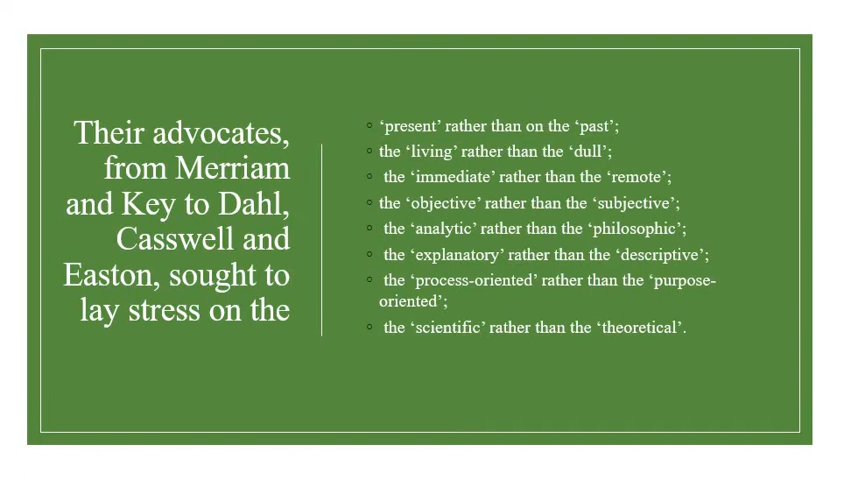 Their advocates,
from Merriam
and Key to Dahl,
Casswell and
Easton, sought to
lay stress on the
‘present’ rather than on the ‘past’;
the ‘living’ rather than the ‘dull’;
the ‘immediate’ rather than the ‘remote’;
the ‘objective’ rather than the ‘subjective’;
the ‘analytic’ rather than the ‘philosophic’;
the ‘explanatory’ rather than the ‘descriptive’;
the ‘process-oriented’ rather than the ‘purpose-
oriented’;
the ‘scientific’ rather than the ‘theoretical’.